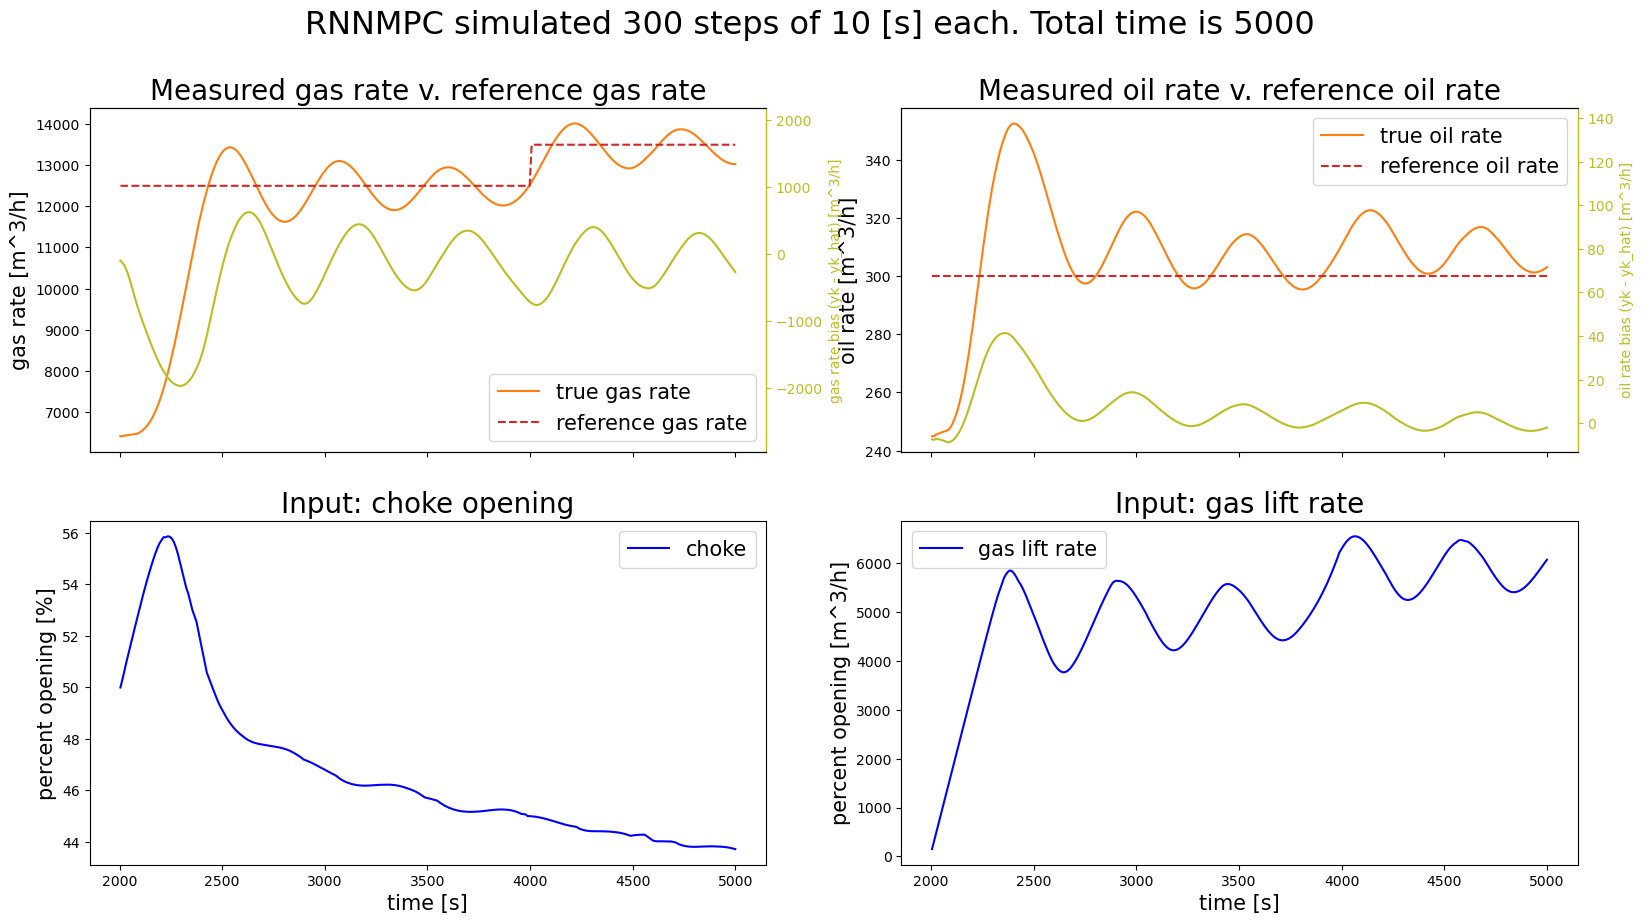 RNNMPC simulated 300 steps of 10 [s] each. Total time is 5000
Measured gas rate v. reference gas rate
gas rate [m^3/h]
14000
13000
12000
11000
10000
9000
8000
7000
true gas rate
reference gas rate
2000
1000
0
−1000
−2000
gas rate bias (yk - yk_hat) [m^3/h]
Measured oil rate v. reference oil rate
oil rate [m^3/h]
340
320
300
280
260
240
true oil rate
reference oil rate
140
120
100
80
60
40
20
0
oil rate bias (yk - yk_hat) [m^3/h]
Input: choke opening
percent opening [%]
56
54
52
50
48
46
44
choke
2000
2500
3000
3500
4000
4500
5000
time [s]
Input: gas lift rate
percent opening [m^3/h]
6000
5000
4000
3000
2000
1000
0
gas lift rate
2000
2500
3000
3500
4000
4500
5000
time [s]